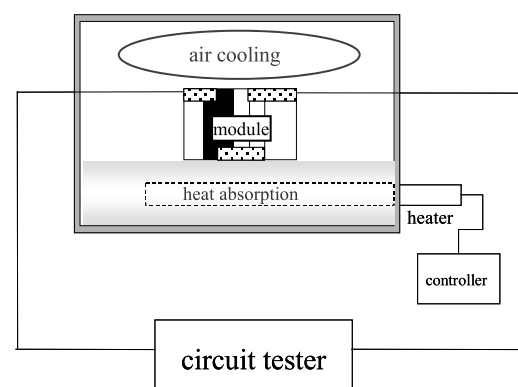 air cooling
module
heat absorption
heater
controller
circuit tester